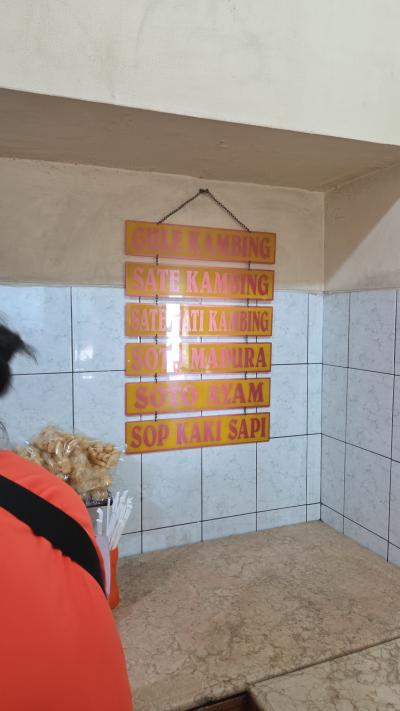 GULE KAMBING
SATE KAMBING
SATE ATI KAMBING
SOTO MADURA
SOTO AYAM
SOP KAKI SAPI